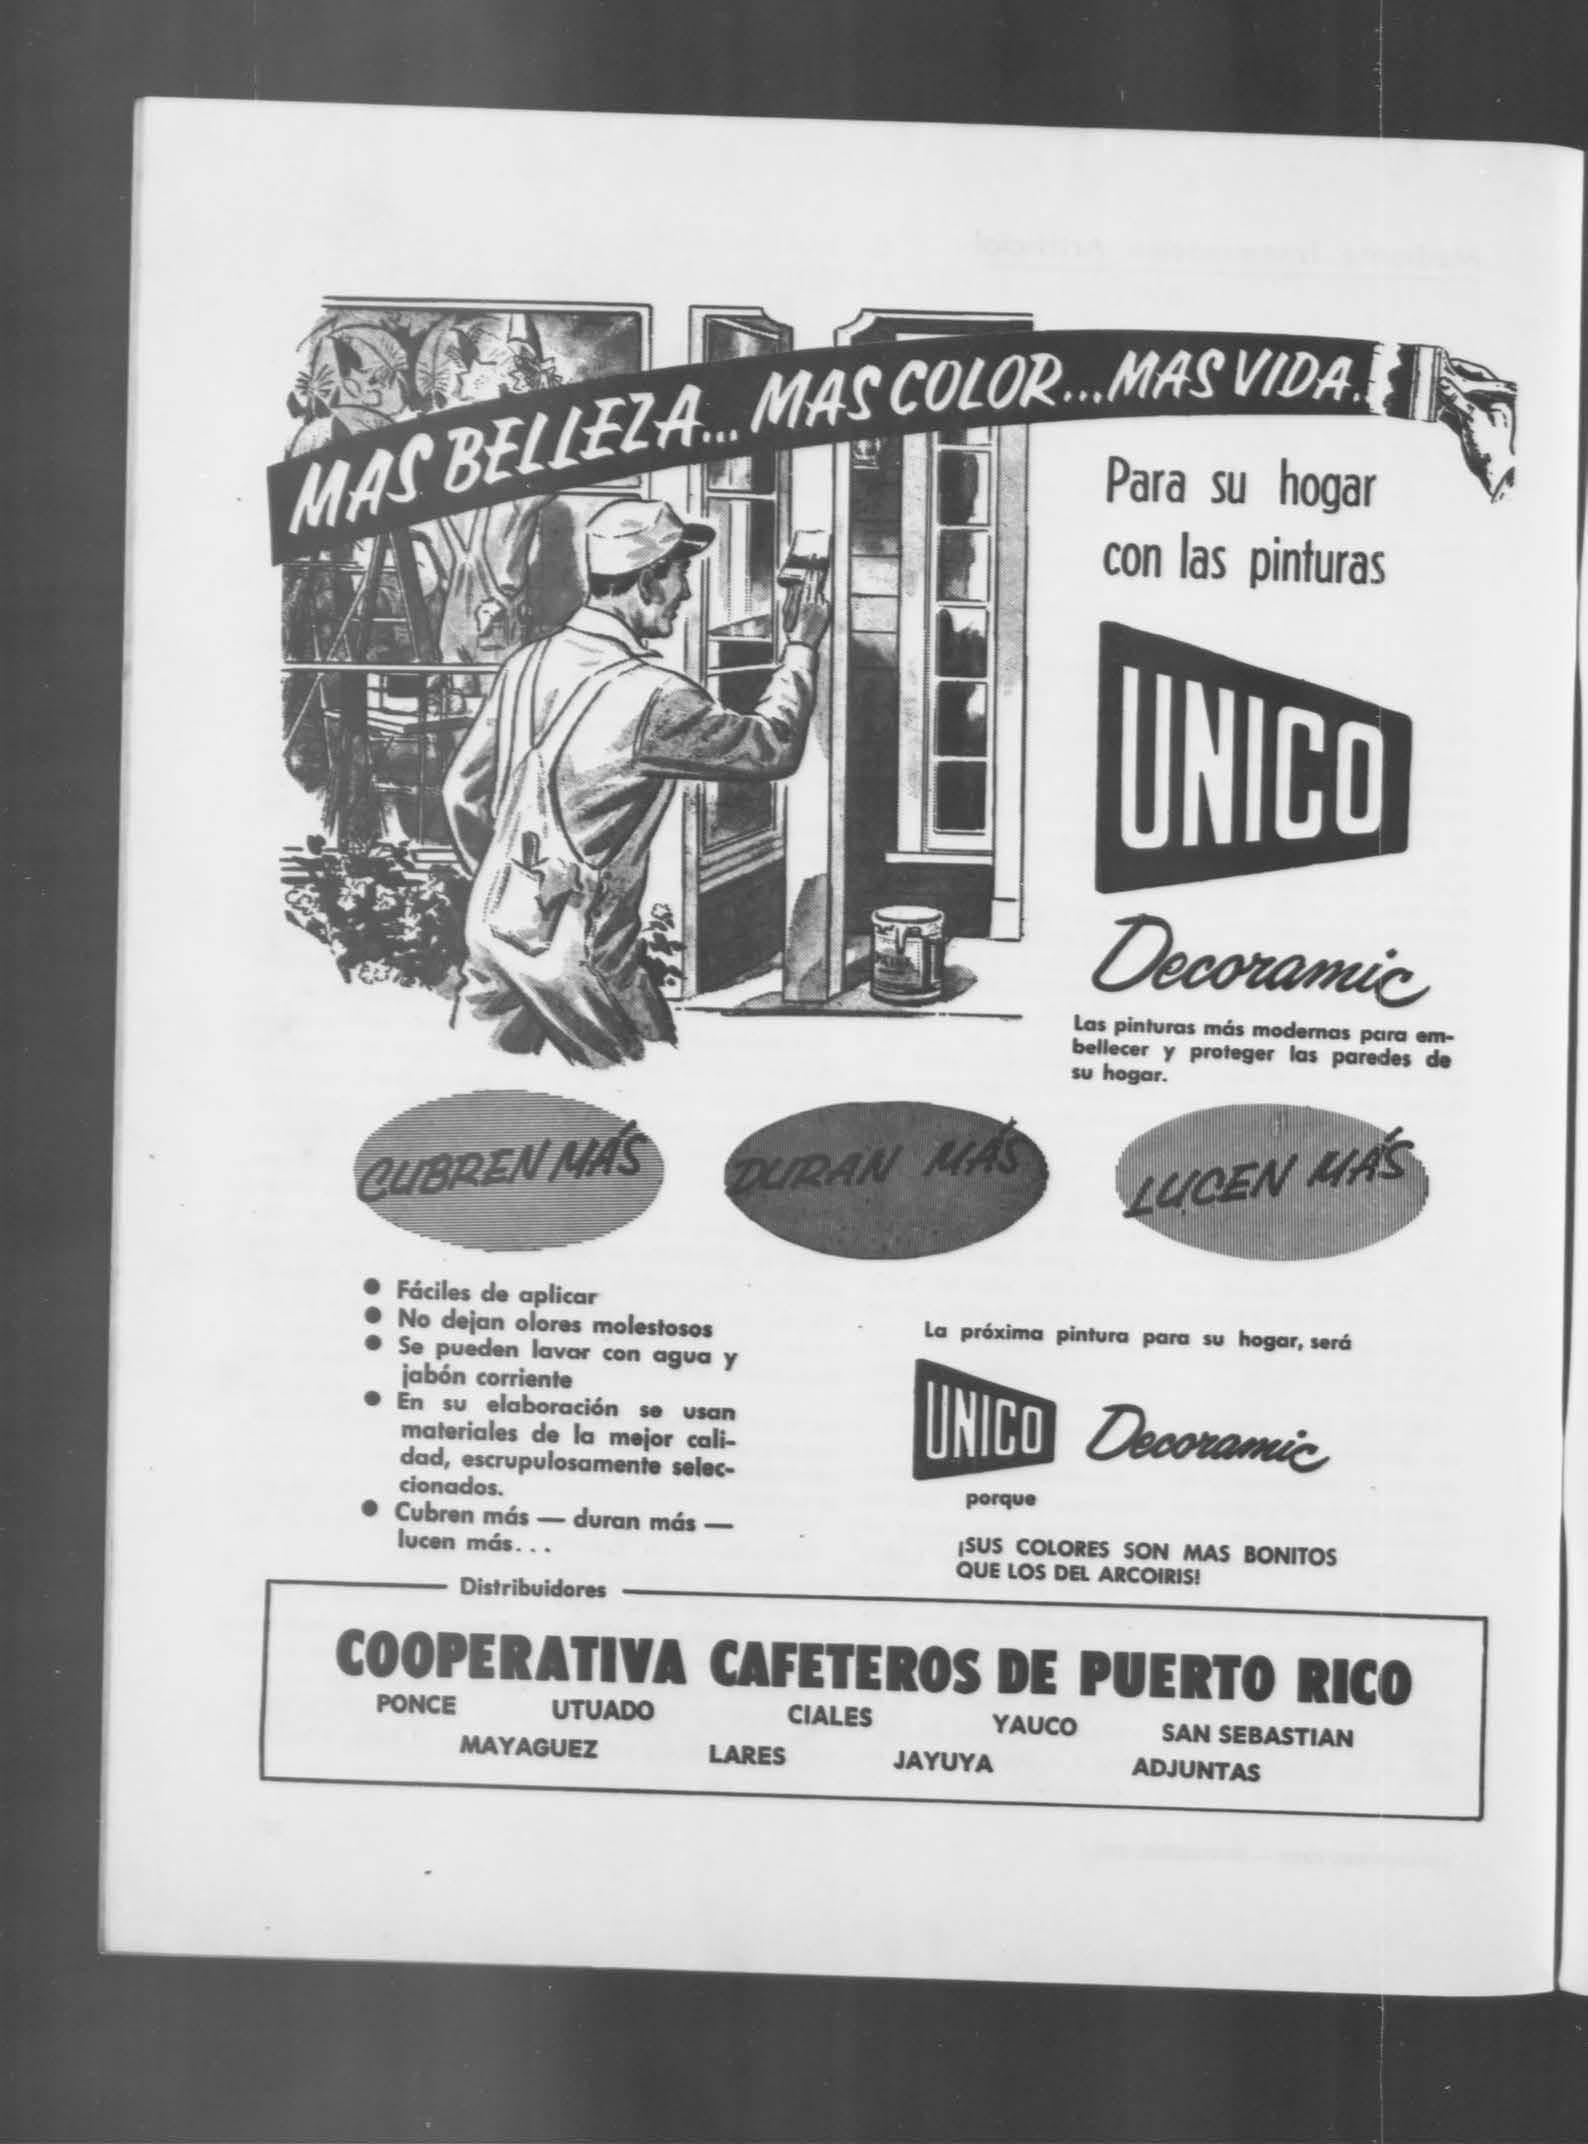 MAS BELLEZA... MAS COLOR... MAS VIDA..
Para su hogar
con las pinturas
UNICO
Decoramic
Las pinturas más modernas para em-
bellecer y proteger las paredes de
su hogar.
CUBREN MÁS
DURAN MÁS
LUCEN MÁS
● Fáciles de aplicar
● No dejan olores molestosos
● Se pueden lavar con agua y
jabón corriente
● En su elaboración se usan
materiales de la mejor cali-
dad, escrupulosamente selec-
cionados.
● Cubren más — duran más —
lucen más...
La próxima pintura para su hogar, será
UNICO Decoramic
porque
¡SUS COLORES SON MAS BONITOS
QUE LOS DEL ARCOIRIS!
Distribuidores
COOPERATIVA CAFETEROS DE PUERTO RICO
PONCE UTUADO CIALES YAUCO SAN SEBASTIAN
MAYAGUEZ LARES JAYUYA ADJUNTAS